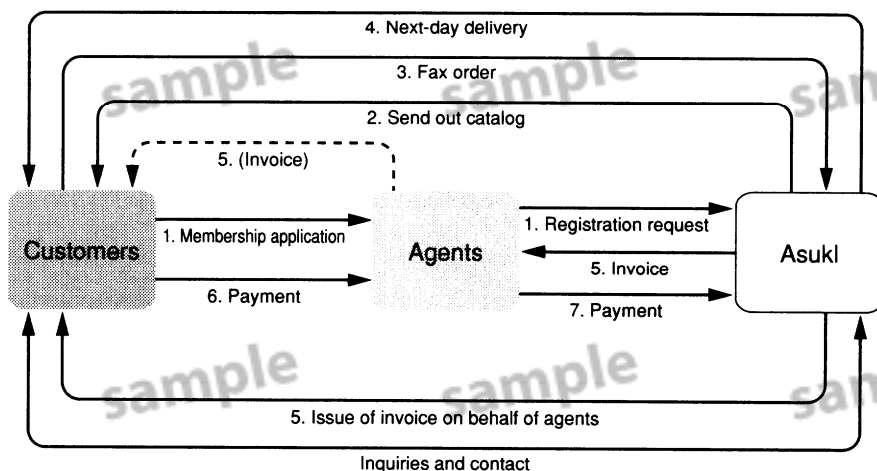 4. Next-day delivery
3. Fax order
2. Send out catalog
5. (Invoice)
Customers
1. Membership application
6. Payment
Agents
1. Registration request
5. Invoice
7. Payment
Asukl
5. Issue of invoice on behalf of agents
Inquiries and contact
sample
sample
sam
sample
sample
sam